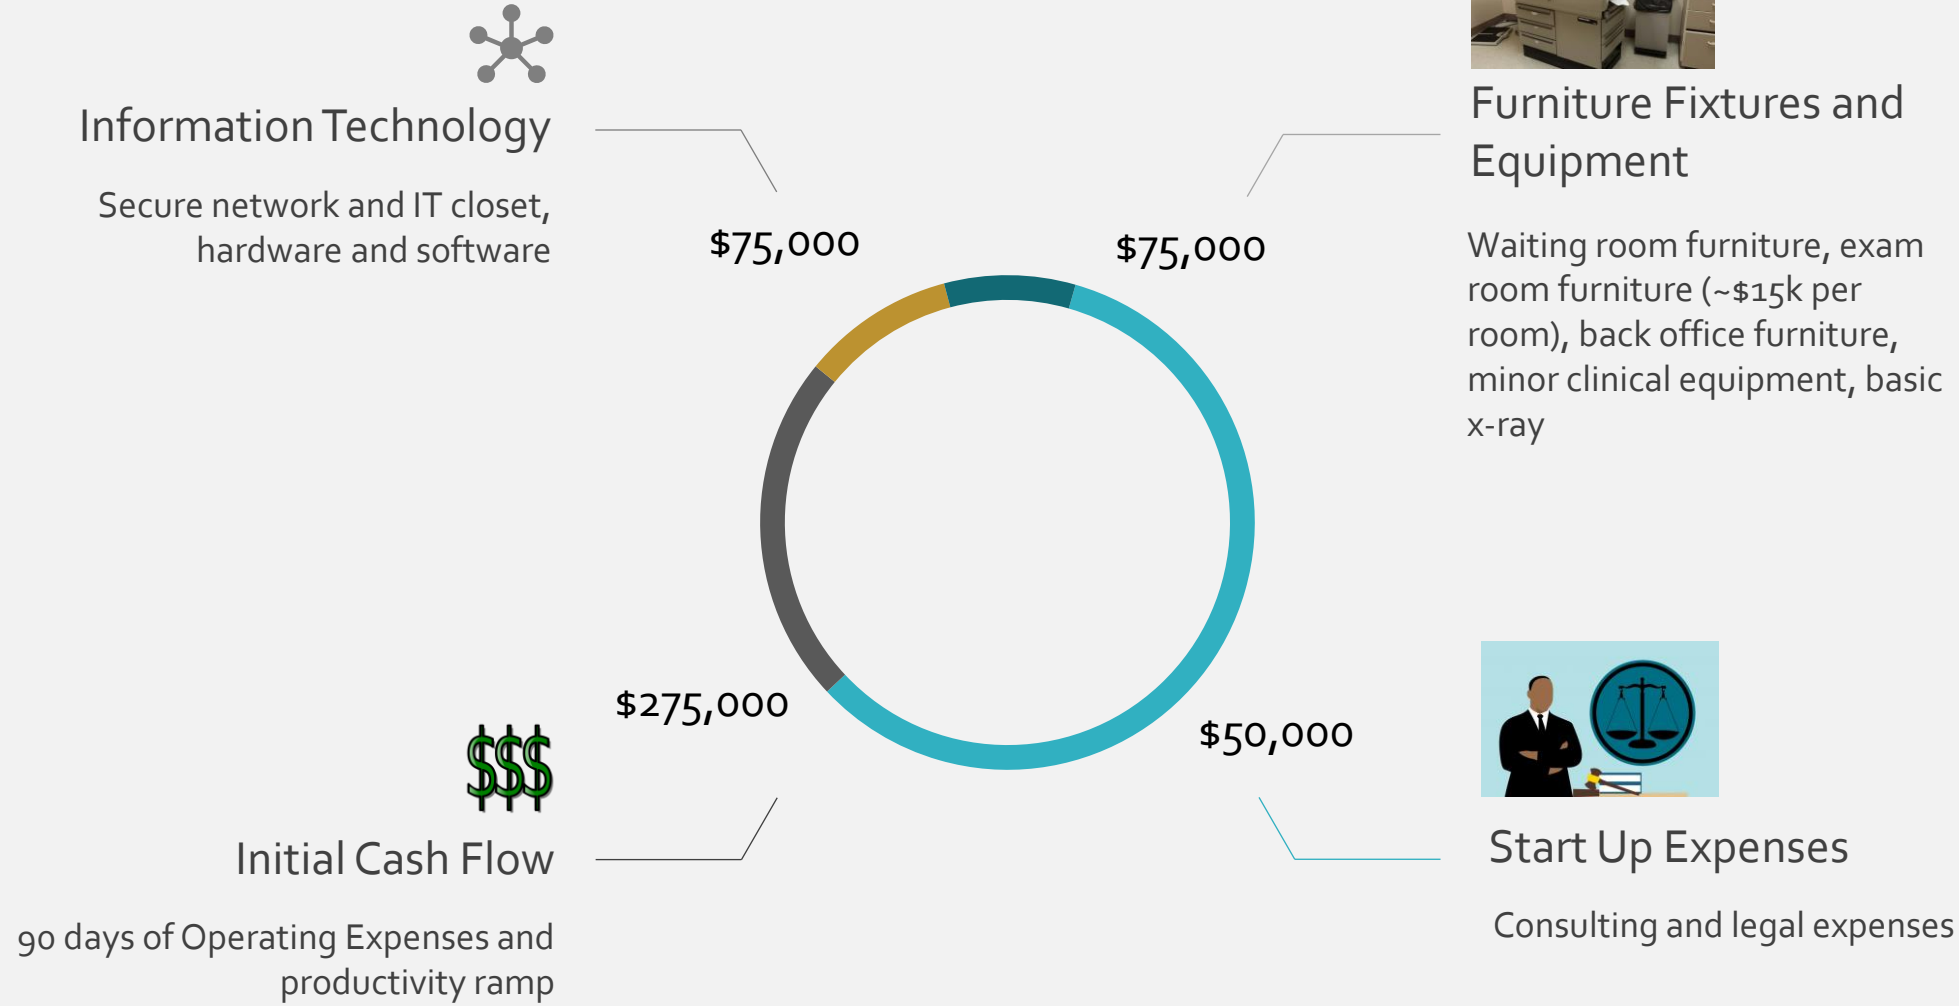 Information Technology
Secure network and IT closet,
hardware and software
$75,000
Furniture Fixtures and
Equipment
Waiting room furniture, exam
room furniture (~$15k per
room), back office furniture,
minor clinical equipment, basic
x-ray
$75,000
$275,000
$$$
Initial Cash Flow
90 days of Operating Expenses and
productivity ramp
$50,000
Start Up Expenses
Consulting and legal expenses